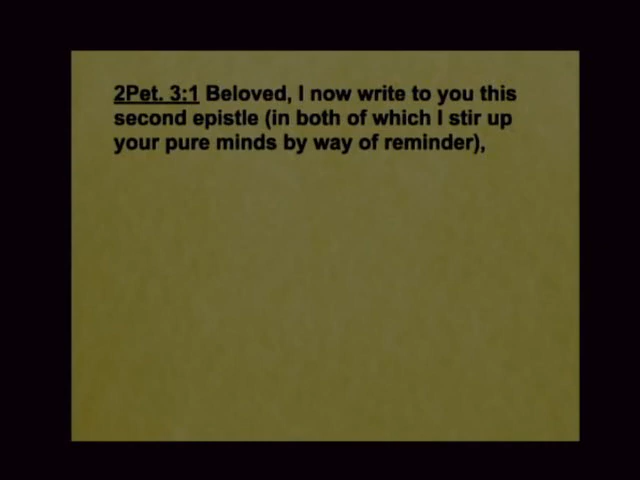 2Pet. 3:1 Beloved, I now write to you this
second epistle (in both of which I stir up
your pure minds by way of reminder),